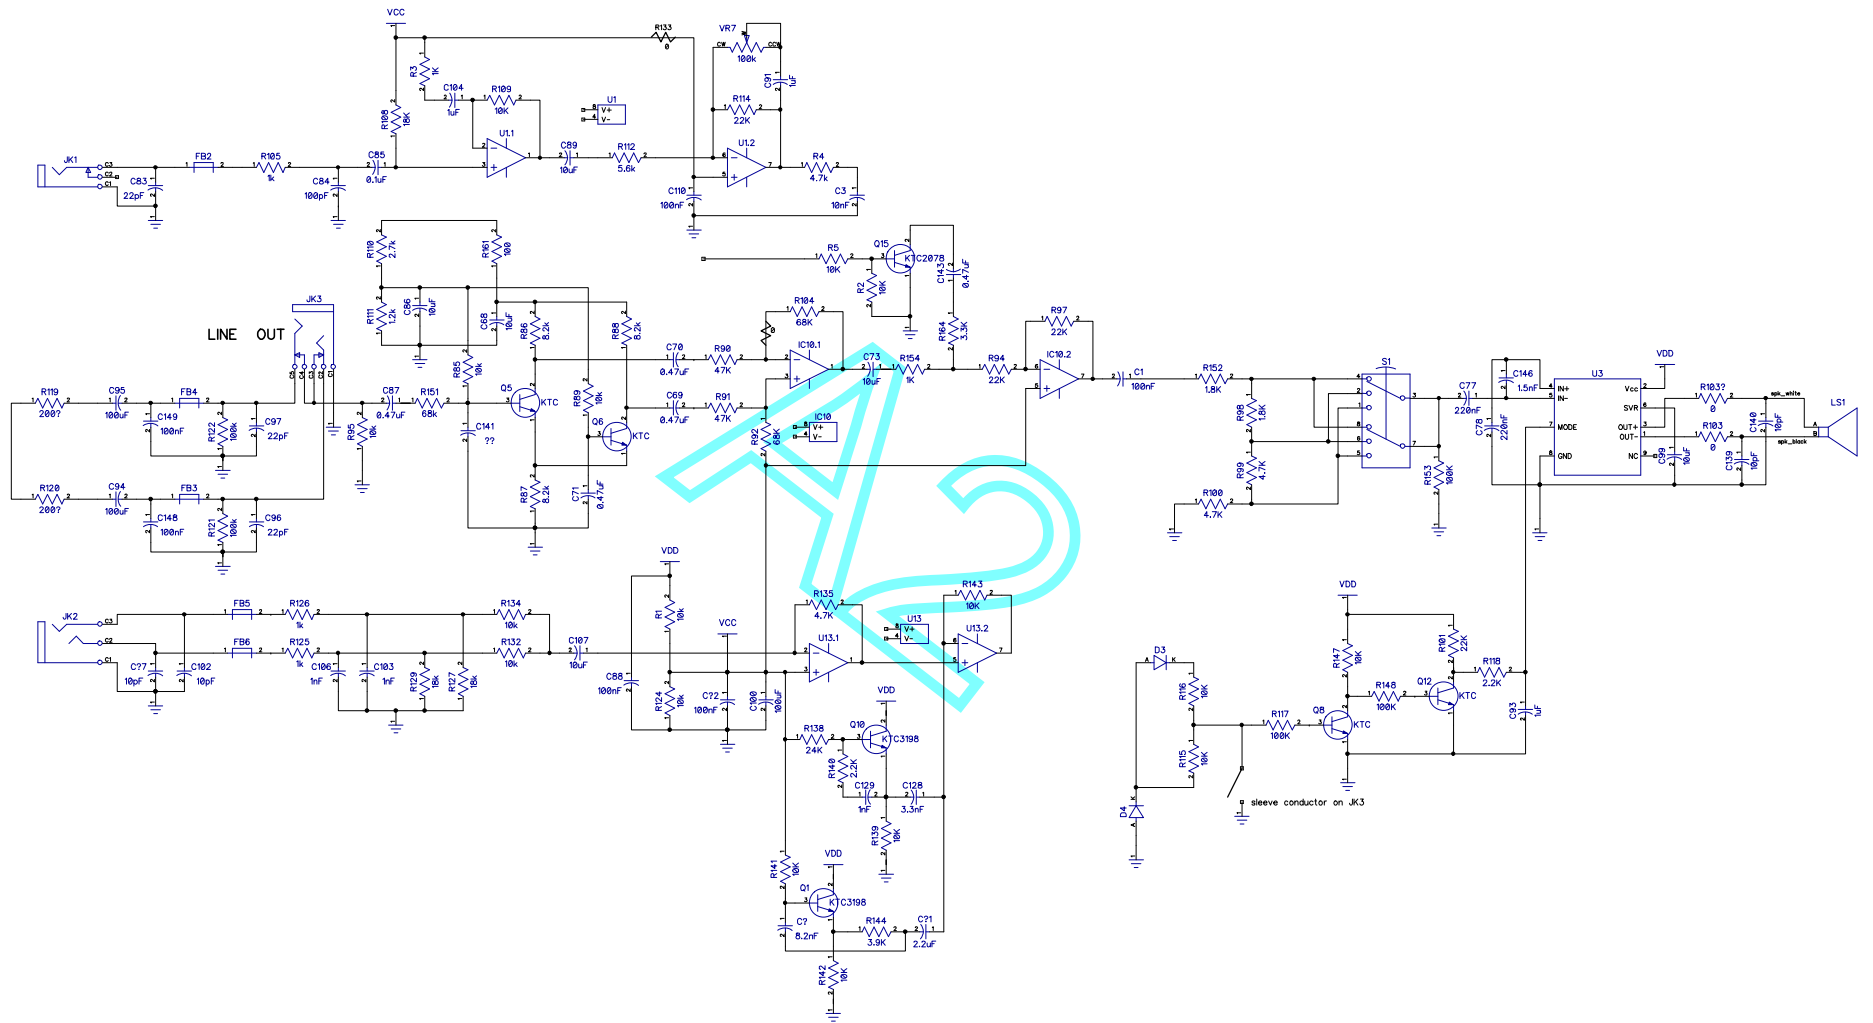 VCC
R3 1K
C104 1uF
R109 10K
R108 18K
R133 0
VR7 100k
CW CCW
C91 1uF
R114 22K
U1 V+ V-
U1.1
U1.2
JK1
C3
C2
C1
C83 22pF
FB2
R105 1k
C84 100pF
C85 0.1uF
C89 10uF
R112 5.6k
C110 100nF
R4 4.7k
C3 10nF
R110 2.7k
R161 100
R111 1.2k
C86 10uF
C68 10uF
R86 8.2k
R88 8.2k
JK3
LINE OUT
C5 C4 C3 C2 C1
R119 200?
C95 100uF
C149 100nF
FB4
R122 100k
C97 22pF
R95 10k
C87 0.47uF
R151 68k
R85 10k
C141 ??
Q5 KTC
R89 10k
Q6 KTC
R87 8.2k
C71 0.47uF
R120 200?
C94 100uF
C148 100nF
FB3
R121 100k
C96 22pF
C70 0.47uF
R90 47K
C69 0.47uF
R91 47K
R92 68K
0
R104 68K
IC10.1
IC10 V+ V-
C73 10uF
R154 1K
R5 10K
R2 10K
Q15 KTC2078
C143 0.47uF
R164 3.3K
R94 22K
R97 22K
IC10.2
C1 100nF
R152 1.8K
R98 1.8K
R99 4.7K
R100 4.7K
S1
R153 100K
C77 220nF
C78 220nF
C146 1.5nF
U3
IN+
IN-
MODE
GND
Vcc
SVR
OUT+
OUT-
NC
VDD
R103? 0
R103 0
C99 10uF
C139 10pF
C140 10pF
spk_white
spk_black
LS1
A
B
A2
JK2
C3
C2
C1
C?7 10pF
C102 10pF
FB5
FB6
R126 1k
R125 1k
C106 1nF
C103 1nF
R129 18k
R127 18k
R134 10k
R132 10k
C107 10uF
VDD
R1 10k
C88 100nF
R124 10k
VCC
C?2 100nF
C100 100uF
R135 4.7K
U13.1
U13 V+ V-
R143 10K
U13.2
R138 24K
VDD
Q10 KTC3198
R140 2.2K
C129 1nF
C128 3.3nF
R139 10K
R141 10K
VDD
Q1 KTC3198
C? 8.2nF
R144 3.9K
C?1 2.2uF
R142 10K
D3
A K
D4
K A
R116 10K
R115 10K
R117 100K
sleeve conductor on JK3
VDD
R147 10K
Q8 KTC
R148 100K
R101 22K
Q12 KTC
R118 2.2K
C93 1uF